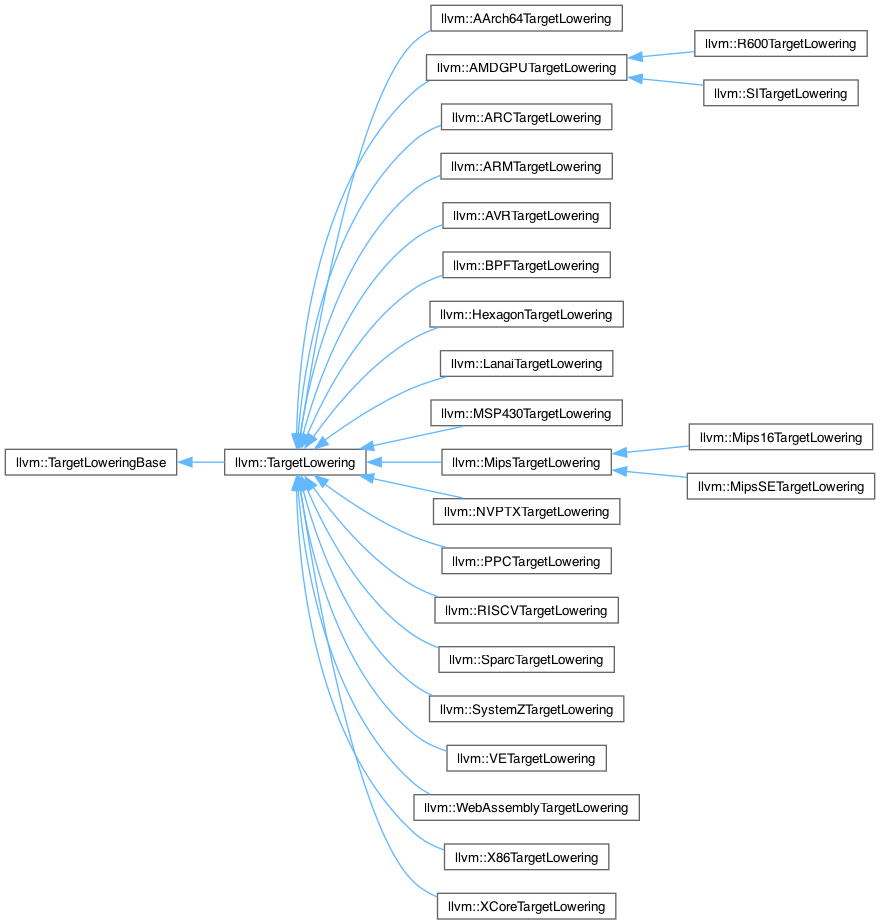 llvm::AArch64TargetLowering
llvm::R600TargetLowering
llvm::AMDGPUTargetLowering
llvm::SITargetLowering
llvm::ARCTargetLowering
llvm::ARMTargetLowering
llvm::AVRTargetLowering
llvm::BPFTargetLowering
llvm::HexagonTargetLowering
llvm::LanaiTargetLowering
llvm::MSP430TargetLowering
llvm::Mips16TargetLowering
llvm::TargetLoweringBase
llvm::TargetLowering
llvm::MipsTargetLowering
llvm::MipsSETargetLowering
llvm::NVPTXTargetLowering
llvm::PPCTargetLowering
llvm::RISCVTargetLowering
llvm::SparcTargetLowering
llvm::SystemZTargetLowering
llvm::VETargetLowering
llvm::WebAssemblyTargetLowering
llvm::X86TargetLowering
llvm::XCoreTargetLowering